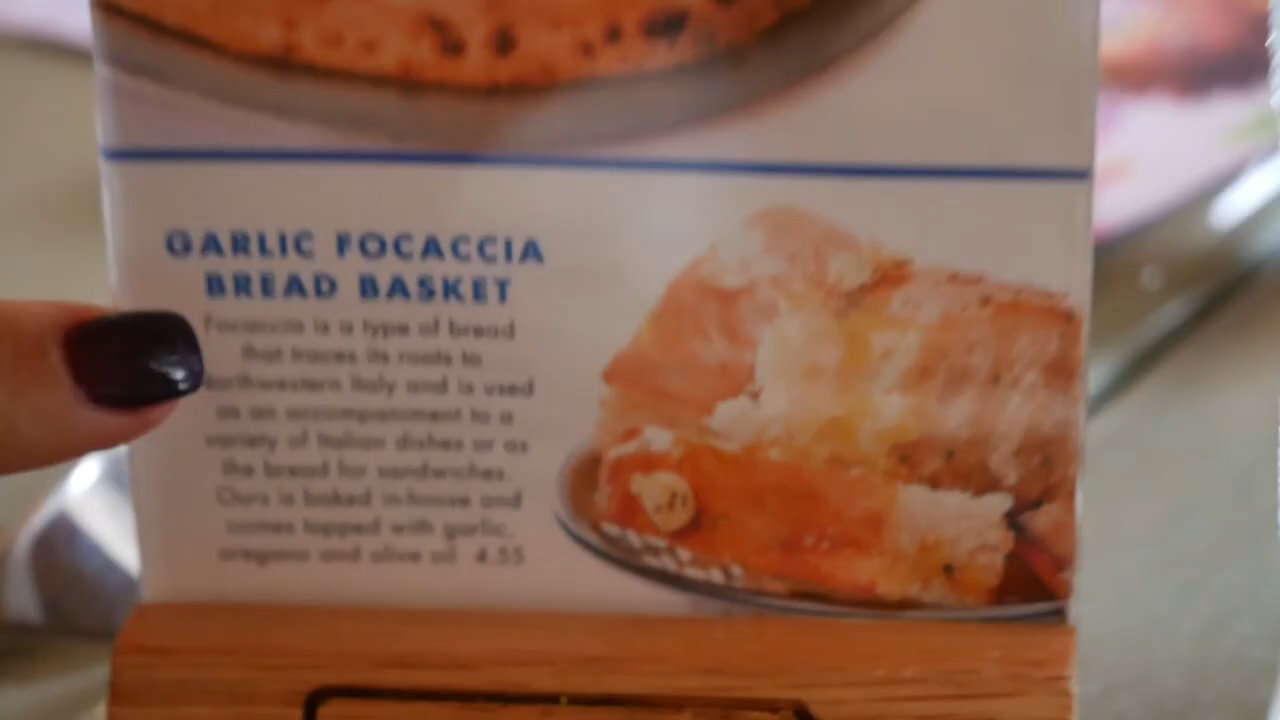 GARLIC FOCACCIA
BREAD BASKET
Focaccia is a type of bread
that traces its roots to
northwestern Italy and is used
as an accompaniment to a
variety of Italian dishes or as
the bread for sandwiches.
Ours is baked in-house and
comes topped with garlic,
oregano and olive oil 4.55